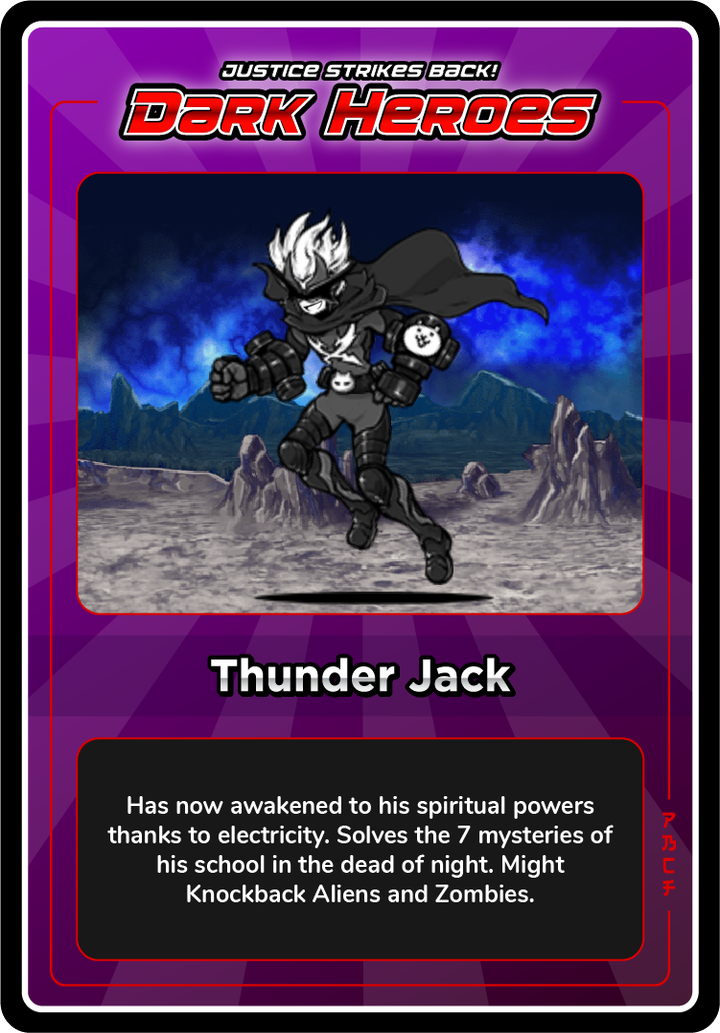 JUSTICE STRIKES BACK!
DARK HEROES
Thunder Jack
Has now awakened to his spiritual powers
thanks to electricity. Solves the 7 mysteries of
his school in the dead of night. Might
Knockback Aliens and Zombies.